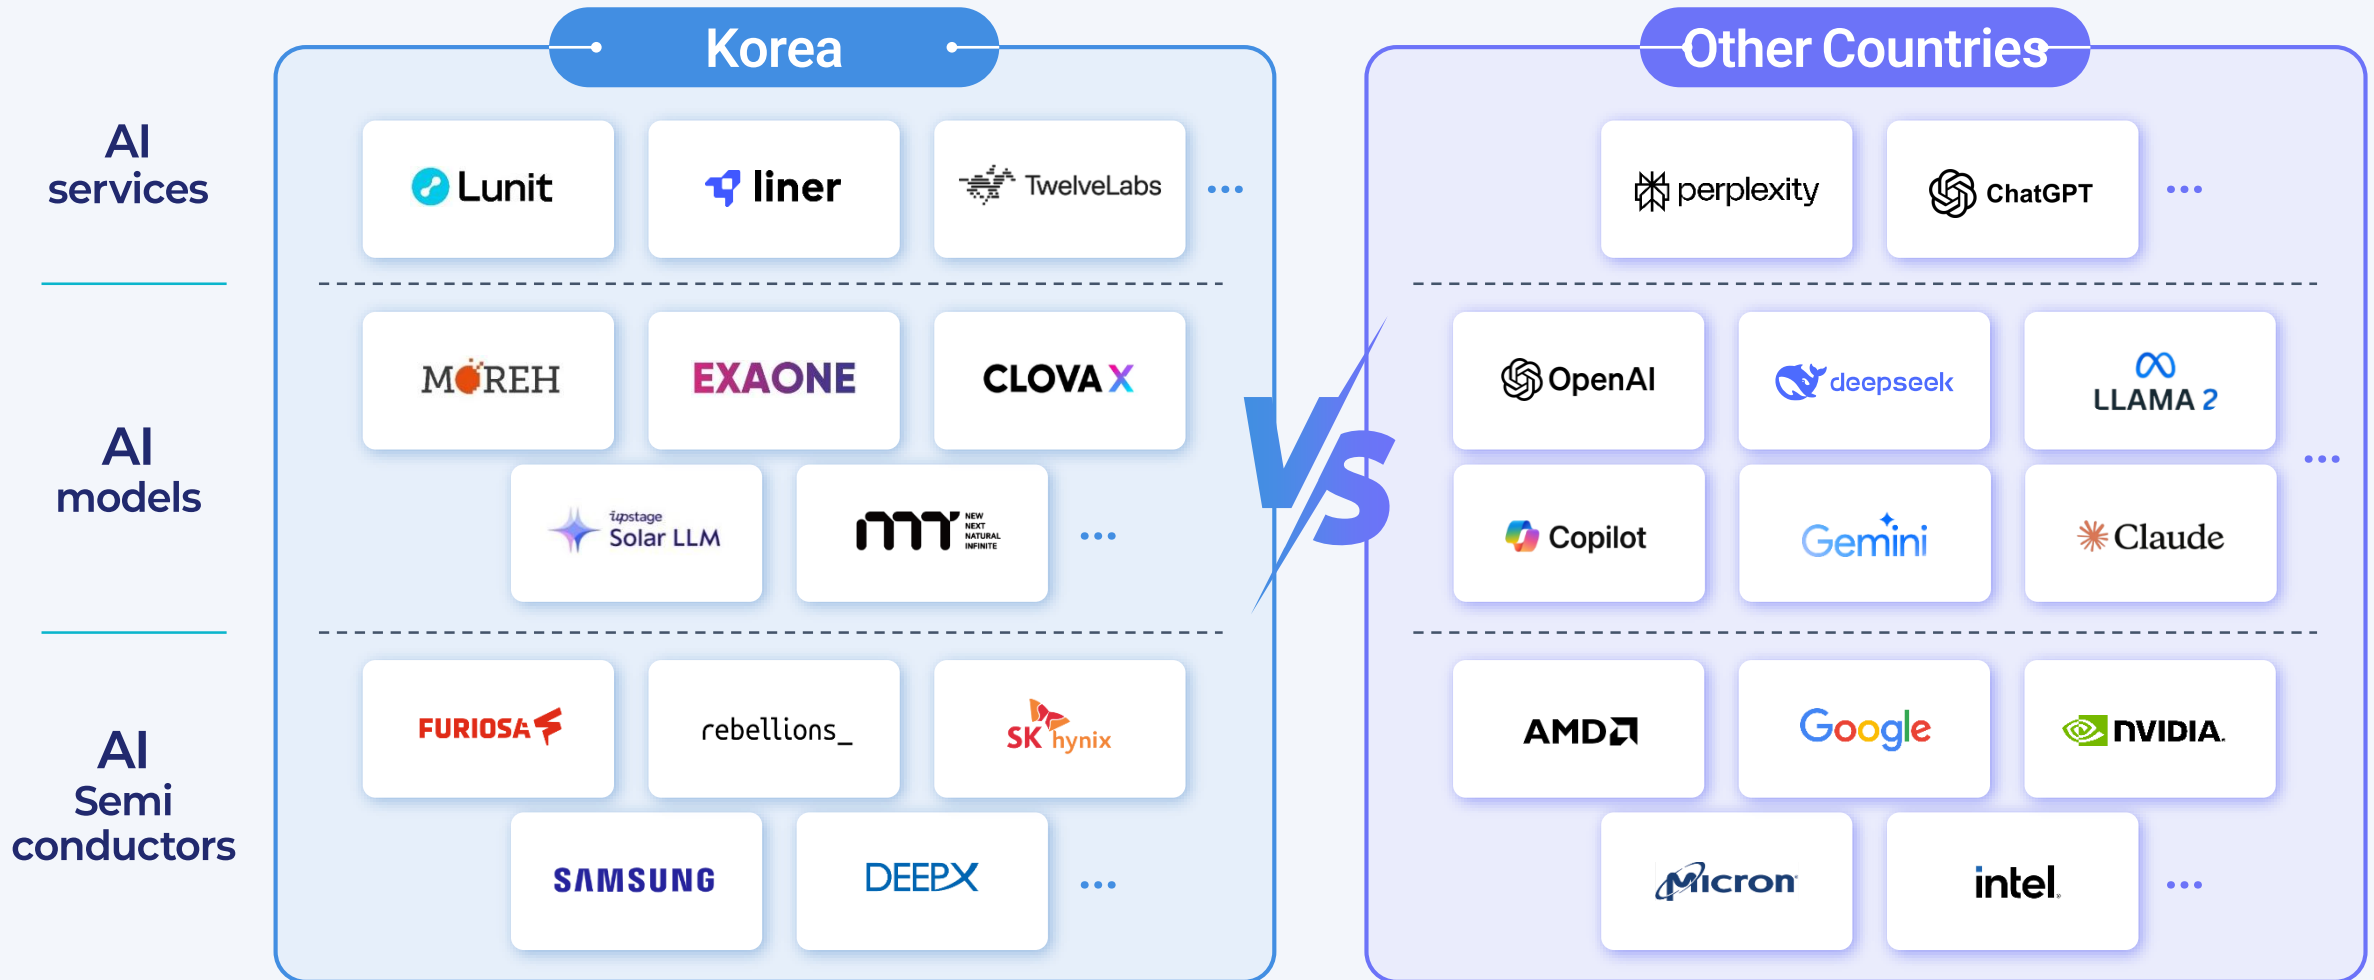 Korea
Other Countries
AI
services
Lunit
liner
TwelveLabs
...
perplexity
ChatGPT
...
AI
models
MOREH
EXAONE
CLOVA X
upstage
Solar LLM
NEW
NEXT
NATURAL
INFINITE
...
VS
OpenAI
deepseek
LLAMA 2
Copilot
Gemini
Claude
...
AI
Semi
conductors
FURIOSA
rebellions_
SK hynix
SAMSUNG
DEEPX
...
AMD
Google
NVIDIA.
Micron
intel.
...